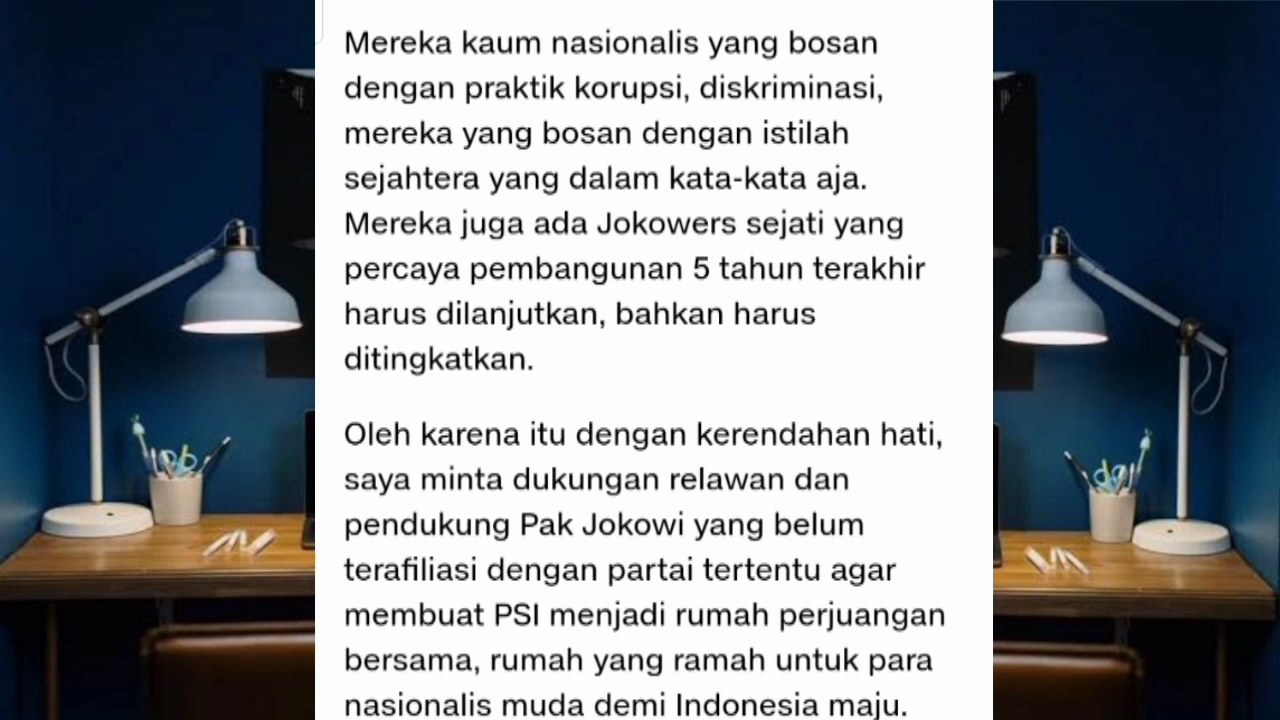 Mereka kaum nasionalis yang bosan
dengan praktik korupsi, diskriminasi,
mereka yang bosan dengan istilah
sejahtera yang dalam kata-kata aja.
Mereka juga ada Jokowers sejati yang
percaya pembangunan 5 tahun terakhir
harus dilanjutkan, bahkan harus
ditingkatkan.
Oleh karena itu dengan kerendahan hati,
saya minta dukungan relawan dan
pendukung Pak Jokowi yang belum
terafiliasi dengan partai tertentu agar
membuat PSI menjadi rumah perjuangan
bersama, rumah yang ramah untuk para
nasionalis muda demi Indonesia maju.